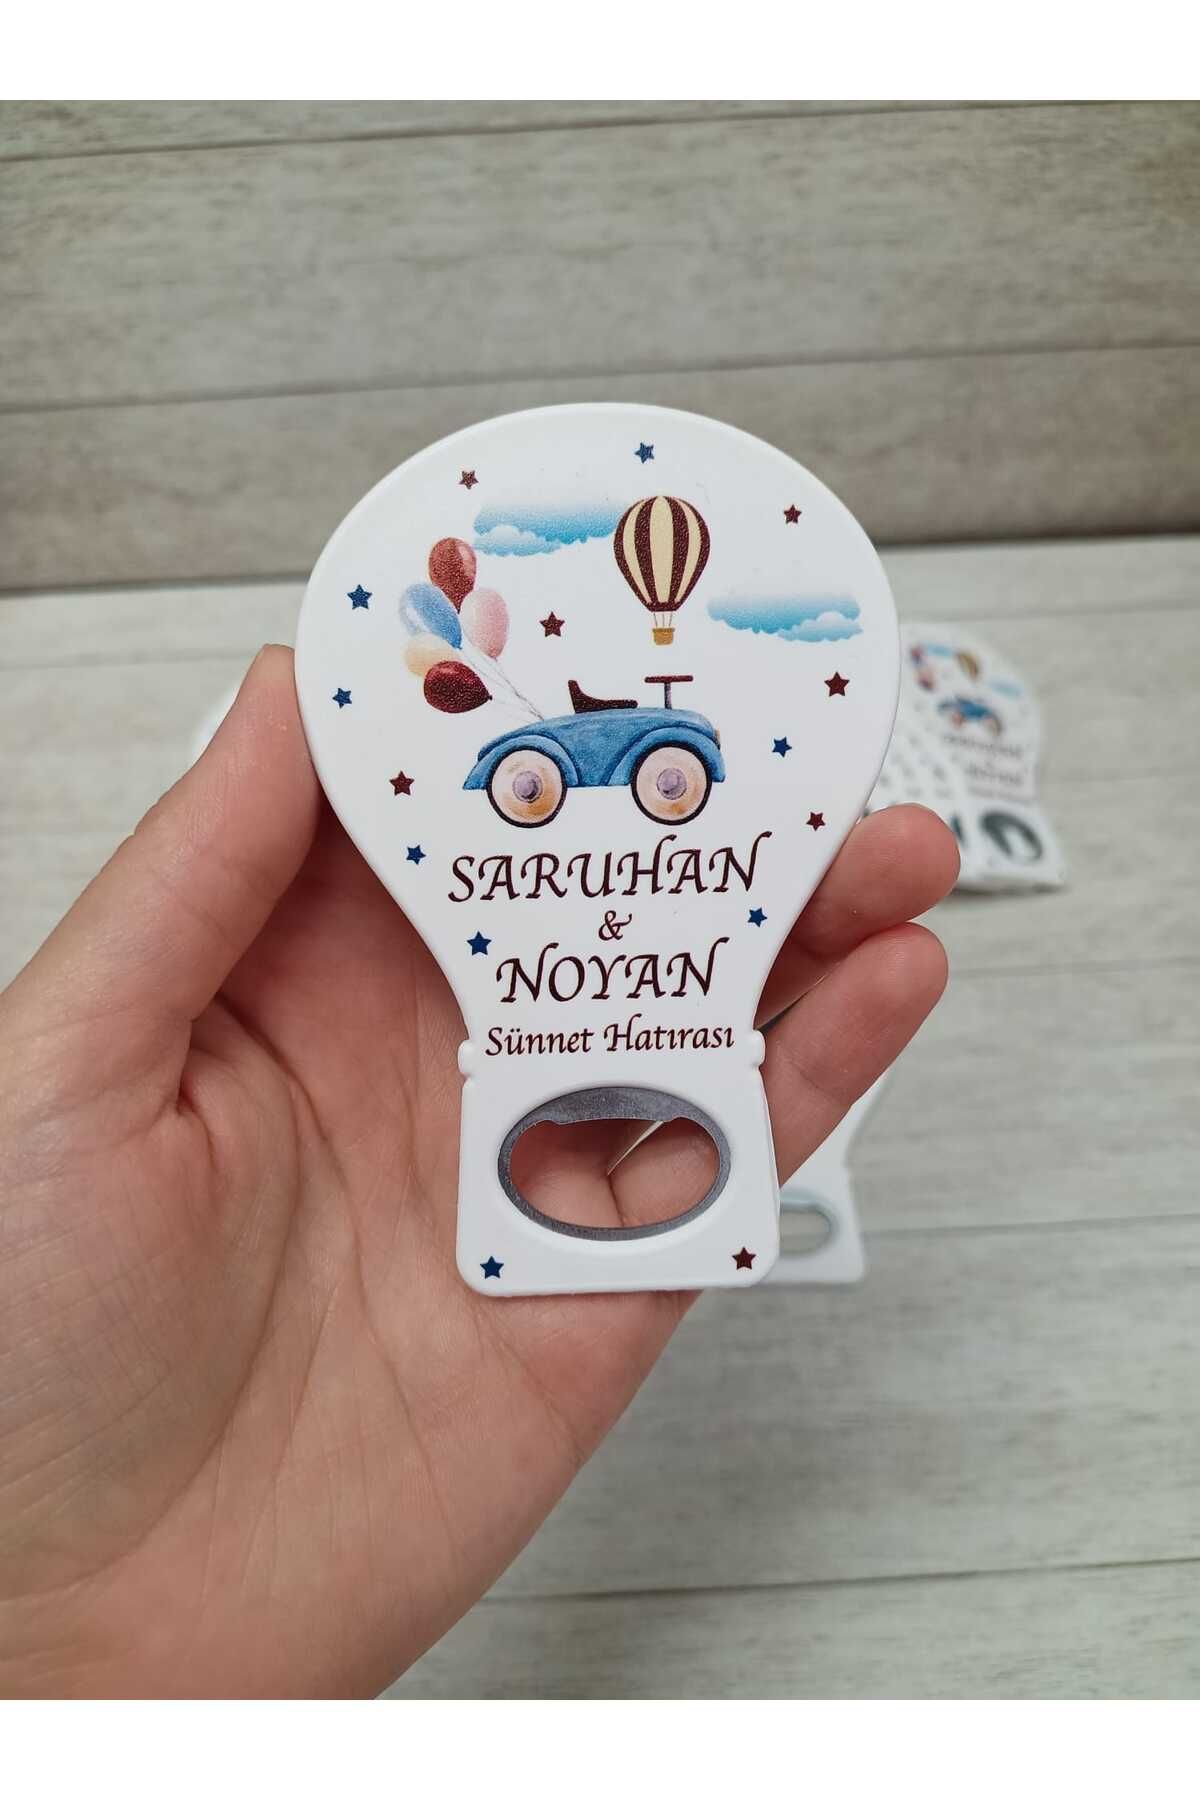 SARUHAN
&
NOYAN
Sünnet Hatırası